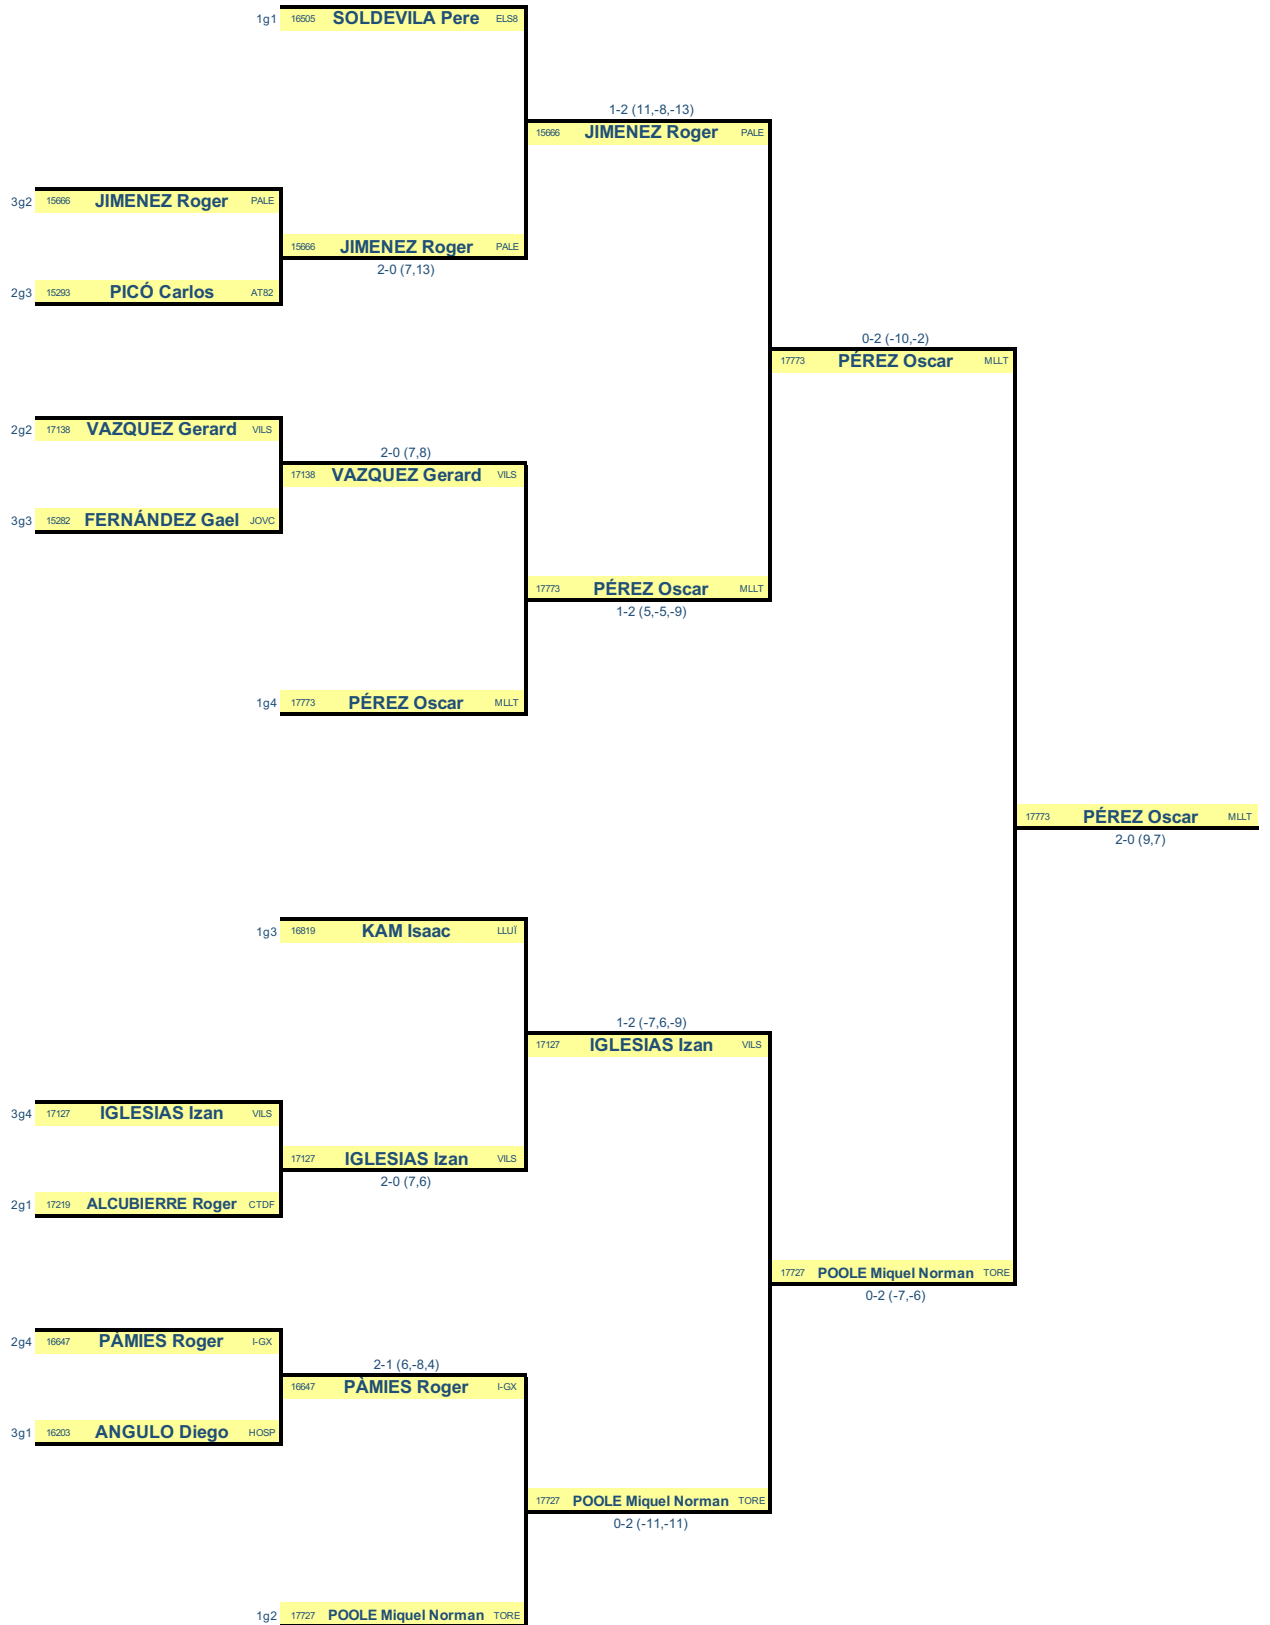 1g1 16505 SOLDEVILA Pere ELS8
1-2 (11,-8,-13)
15666 JIMENEZ Roger PALE
3g2 15666 JIMENEZ Roger PALE
15666 JIMENEZ Roger PALE
2-0 (7,13)
2g3 15293 PICÓ Carlos AT82
0-2 (-10,-2)
17773 PÉREZ Oscar MLLT
2g2 17138 VAZQUEZ Gerard VILS
2-0 (7,8)
17138 VAZQUEZ Gerard VILS
3g3 15282 FERNÁNDEZ Gael JOVC
17773 PÉREZ Oscar MLLT
1-2 (5,-5,-9)
1g4 17773 PÉREZ Oscar MLLT
17773 PÉREZ Oscar MLLT
2-0 (9,7)
1g3 16819 KAM Isaac LLUÏ
1-2 (-7,6,-9)
17127 IGLESIAS Izan VILS
3g4 17127 IGLESIAS Izan VILS
17127 IGLESIAS Izan VILS
2-0 (7,6)
2g1 17219 ALCUBIERRE Roger CTDF
17727 POOLE Miquel Norman TORE
0-2 (-7,-6)
2g4 16647 PÀMIES Roger I-GX
2-1 (6,-8,4)
16647 PÀMIES Roger I-GX
3g1 16203 ANGULO Diego HOSP
17727 POOLE Miquel Norman TORE
0-2 (-11,-11)
1g2 17727 POOLE Miquel Norman TORE